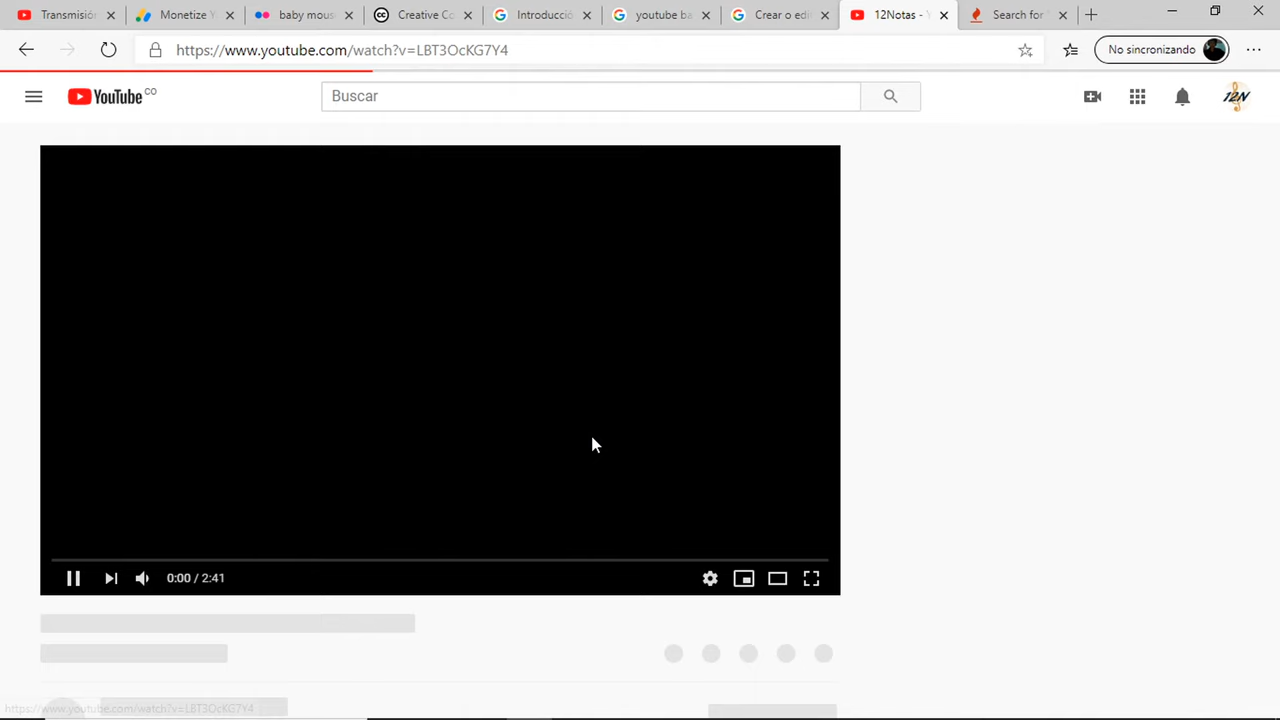 Transmisión
Monetize Y
baby mous
Creative Co
Introducció
youtube ba
Crear o edi
12Notas - Y
Search for
https://www.youtube.com/watch?v=LBT3OcKG7Y4
No sincronizando
YouTube CO
Buscar
12N
0:00 / 2:41
https://www.youtube.com/watch?v=LBT3OcKG7Y4